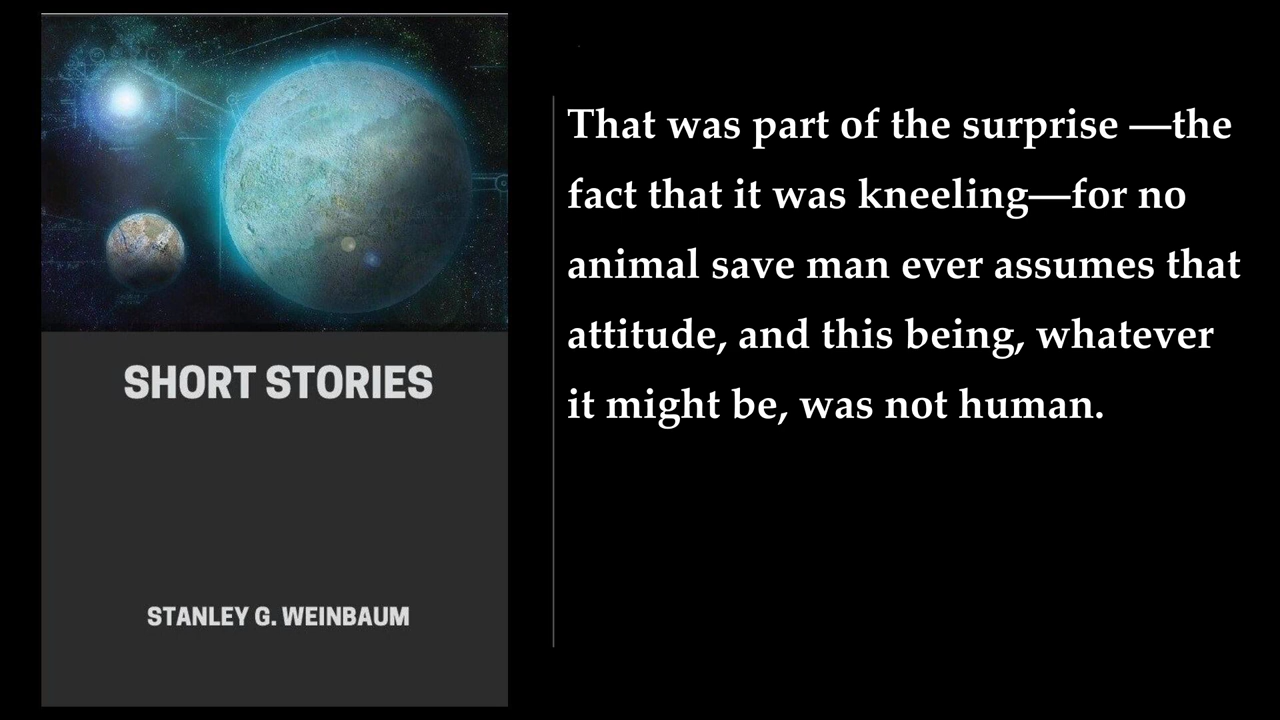 SHORT STORIES
STANLEY G. WEINBAUM
That was part of the surprise —the
fact that it was kneeling—for no
animal save man ever assumes that
attitude, and this being, whatever
it might be, was not human.